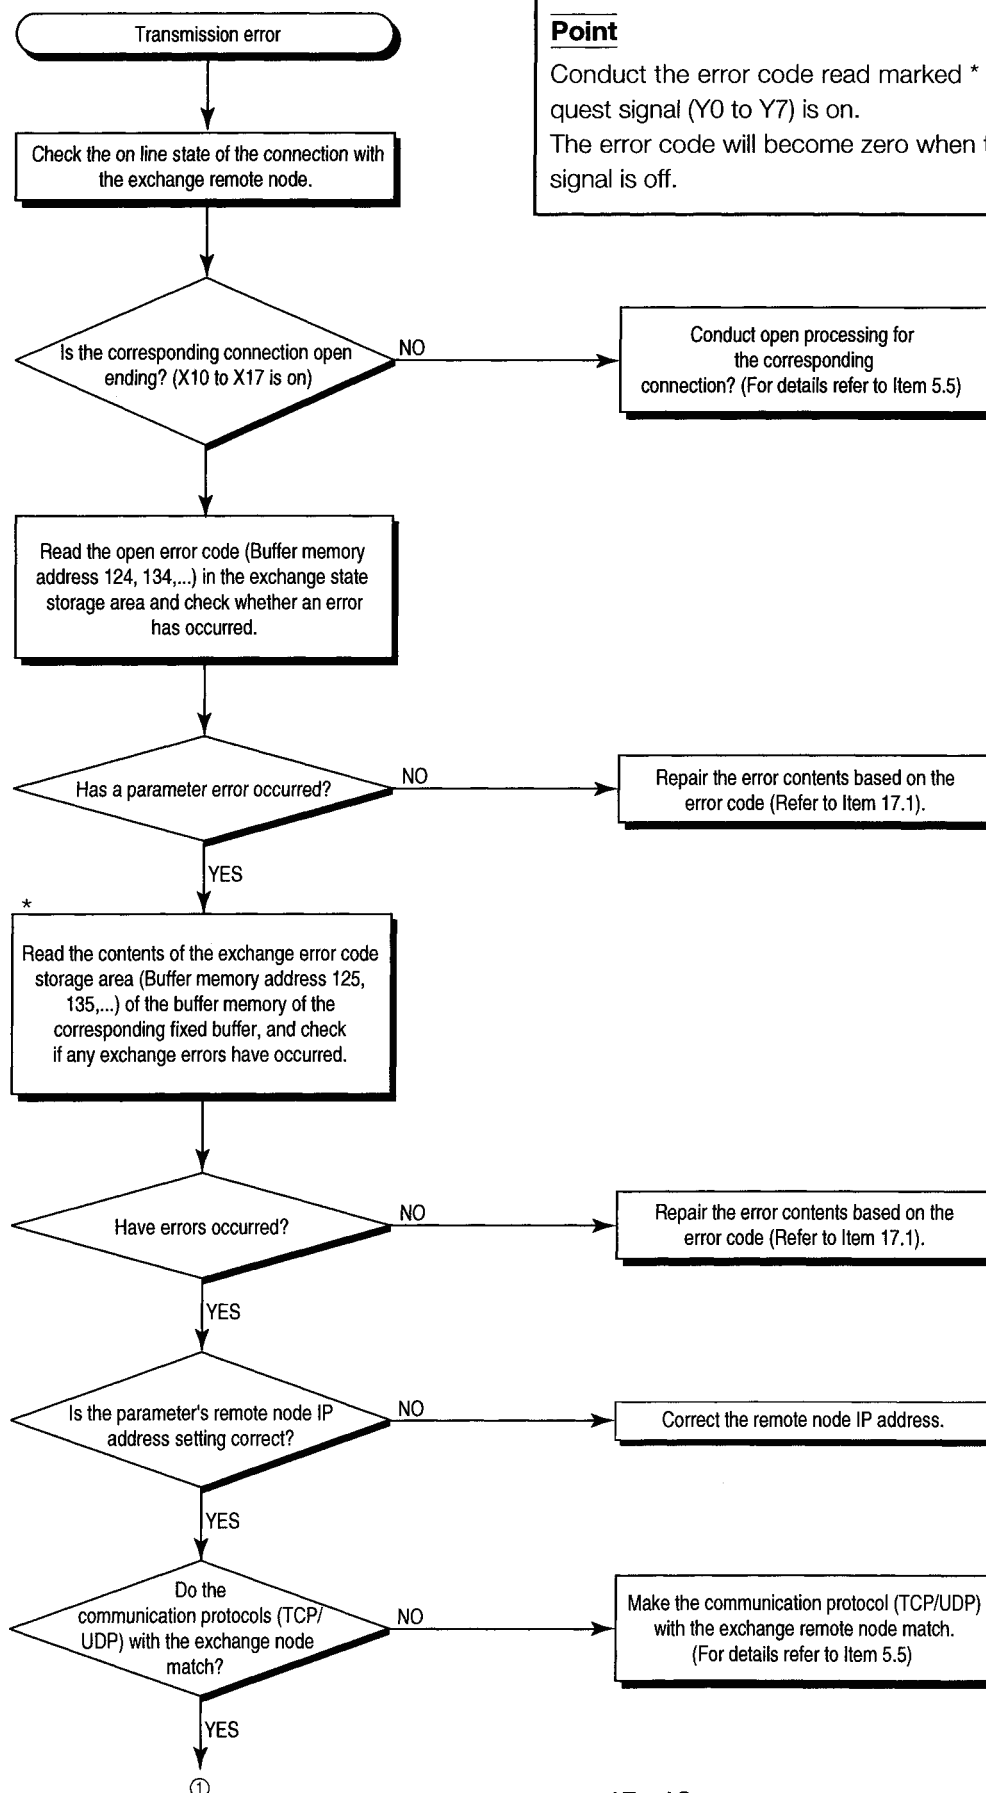 Transmission error
Point
Conduct the error code read marked *
quest signal (Y0 to Y7) is on.
The error code will become zero when
signal is off.
Check the on line state of the connection with
the exchange remote node.
Is the corresponding connection open
ending? (X10 to X17 is on)
NO
Conduct open processing for
the corresponding
connection? (For details refer to Item 5.5)
Read the open error code (Buffer memory
address 124, 134,...) in the exchange state
storage area and check whether an error
has occurred.
Has a parameter error occurred?
NO
Repair the error contents based on the
error code (Refer to Item 17.1).
YES
*
Read the contents of the exchange error code
storage area (Buffer memory address 125,
135,...) of the buffer memory of the
corresponding fixed buffer, and check
if any exchange errors have occurred.
Have errors occurred?
NO
Repair the error contents based on the
error code (Refer to Item 17.1).
YES
Is the parameter's remote node IP
address setting correct?
NO
Correct the remote node IP address.
YES
Do the
communication protocols (TCP/
UDP) with the exchange node
match?
NO
Make the communication protocol (TCP/UDP)
with the exchange remote node match.
(For details refer to Item 5.5)
YES
①